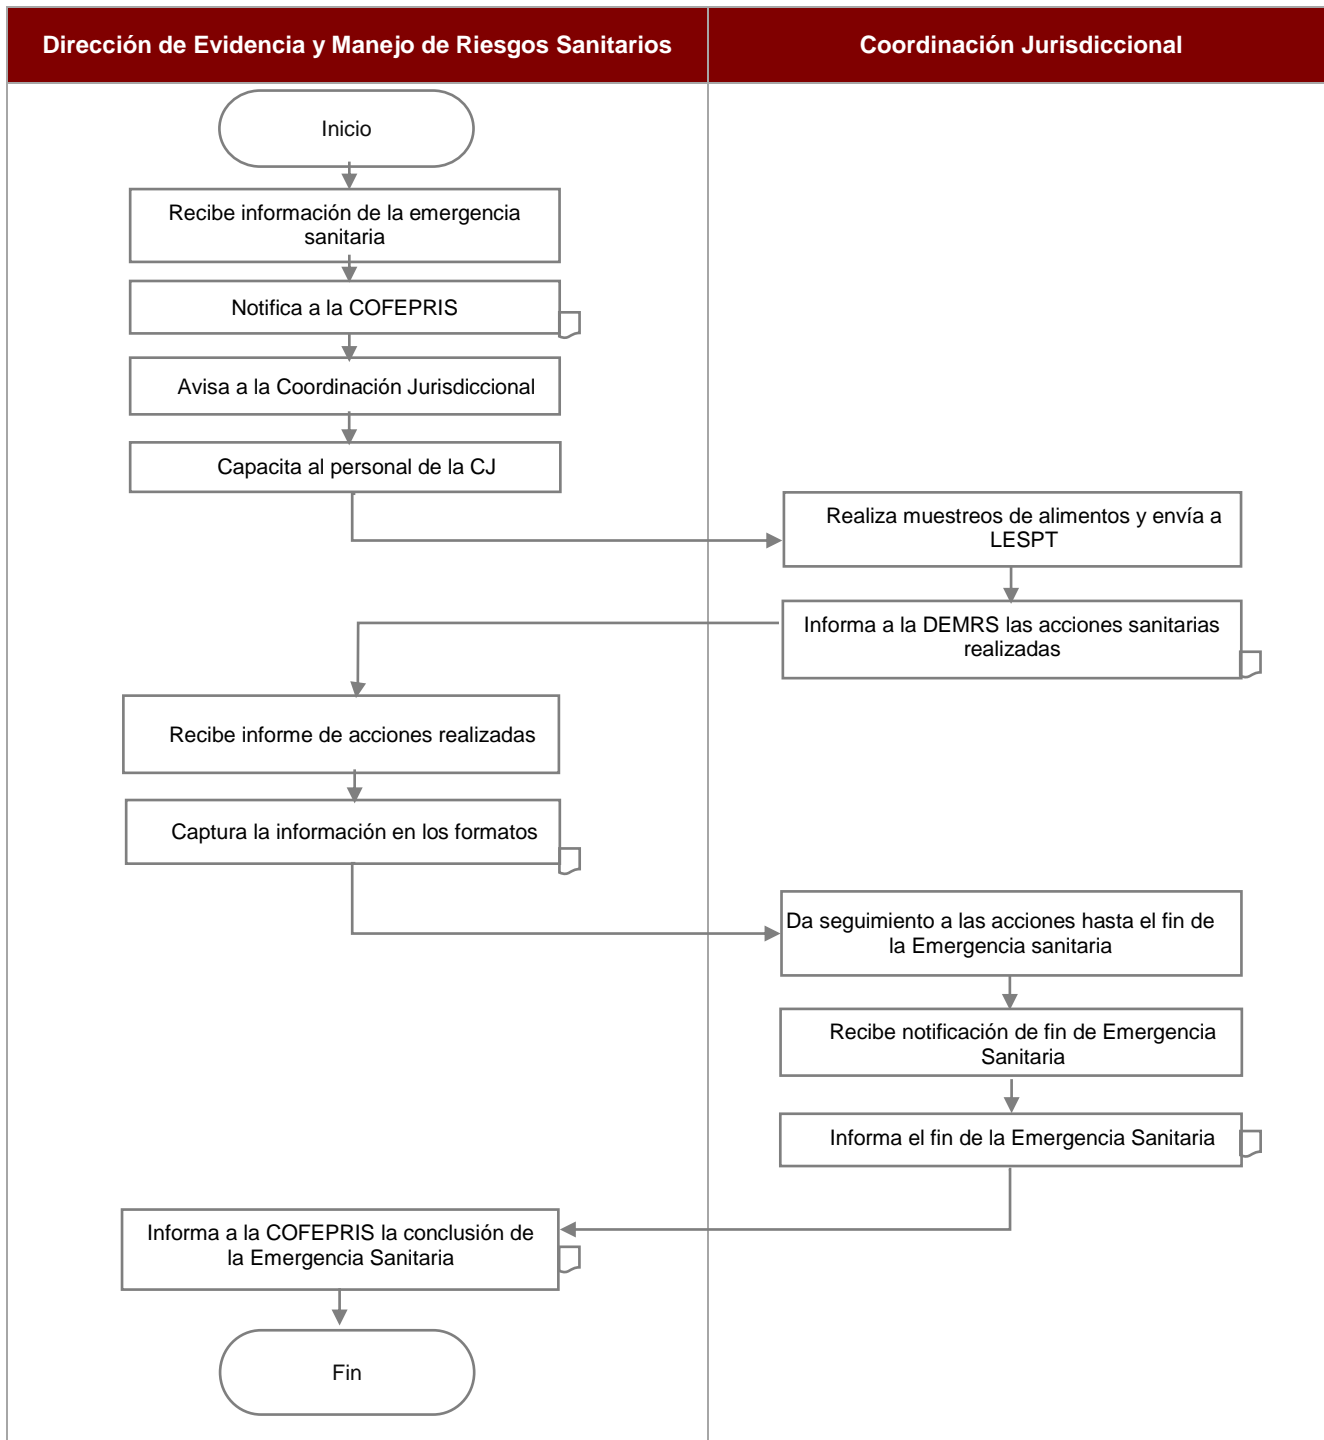 Dirección de Evidencia y Manejo de Riesgos Sanitarios
Coordinación Jurisdiccional
Inicio
Recibe información de la emergencia
sanitaria
Notifica a la COFEPRIS
Avisa a la Coordinación Jurisdiccional
Capacita al personal de la CJ
Realiza muestreos de alimentos y envía a
LESPT
Informa a la DEMRS las acciones sanitarias
realizadas
Recibe informe de acciones realizadas
Captura la información en los formatos
Da seguimiento a las acciones hasta el fin de
la Emergencia sanitaria
Recibe notificación de fin de Emergencia
Sanitaria
Informa el fin de la Emergencia Sanitaria
Informa a la COFEPRIS la conclusión de
la Emergencia Sanitaria
Fin